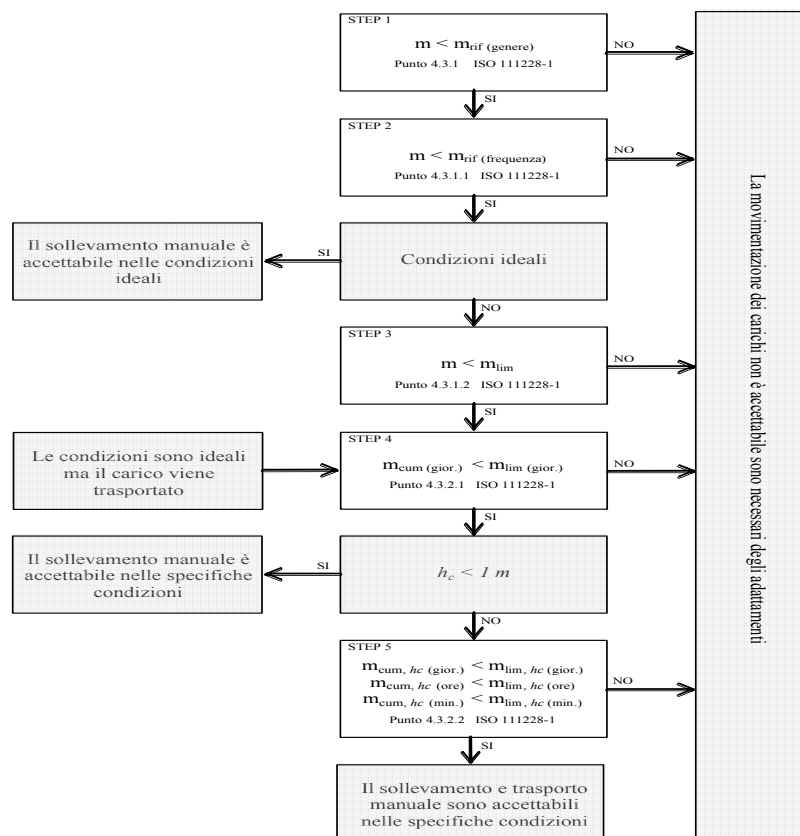 STEP 1
m < mrif (genere)
Punto 4.3.1 ISO 111228-1
NO
SI
STEP 2
m < mrif (frequenza)
Punto 4.3.1.1 ISO 111228-1
NO
SI
Il sollevamento manuale è
accettabile nelle condizioni
ideali
SI
Condizioni ideali
NO
STEP 3
m < mlim
Punto 4.3.1.2 ISO 111228-1
NO
SI
Le condizioni sono ideali
ma il carico viene
trasportato
STEP 4
mcum (gior.) < mlim (gior.)
Punto 4.3.2.1 ISO 111228-1
NO
SI
Il sollevamento manuale è
accettabile nelle specifiche
condizioni
SI
hc < 1 m
NO
STEP 5
mcum, hc (gior.) < mlim, hc (gior.)
mcum, hc (ore) < mlim, hc (ore)
mcum, hc (min.) < mlim, hc (min.)
Punto 4.3.2.2 ISO 111228-1
NO
SI
Il sollevamento e trasporto
manuale sono accettabili
nelle specifiche condizioni
La movimentazione dei carichi non è accettabile sono necessari degli adattamenti